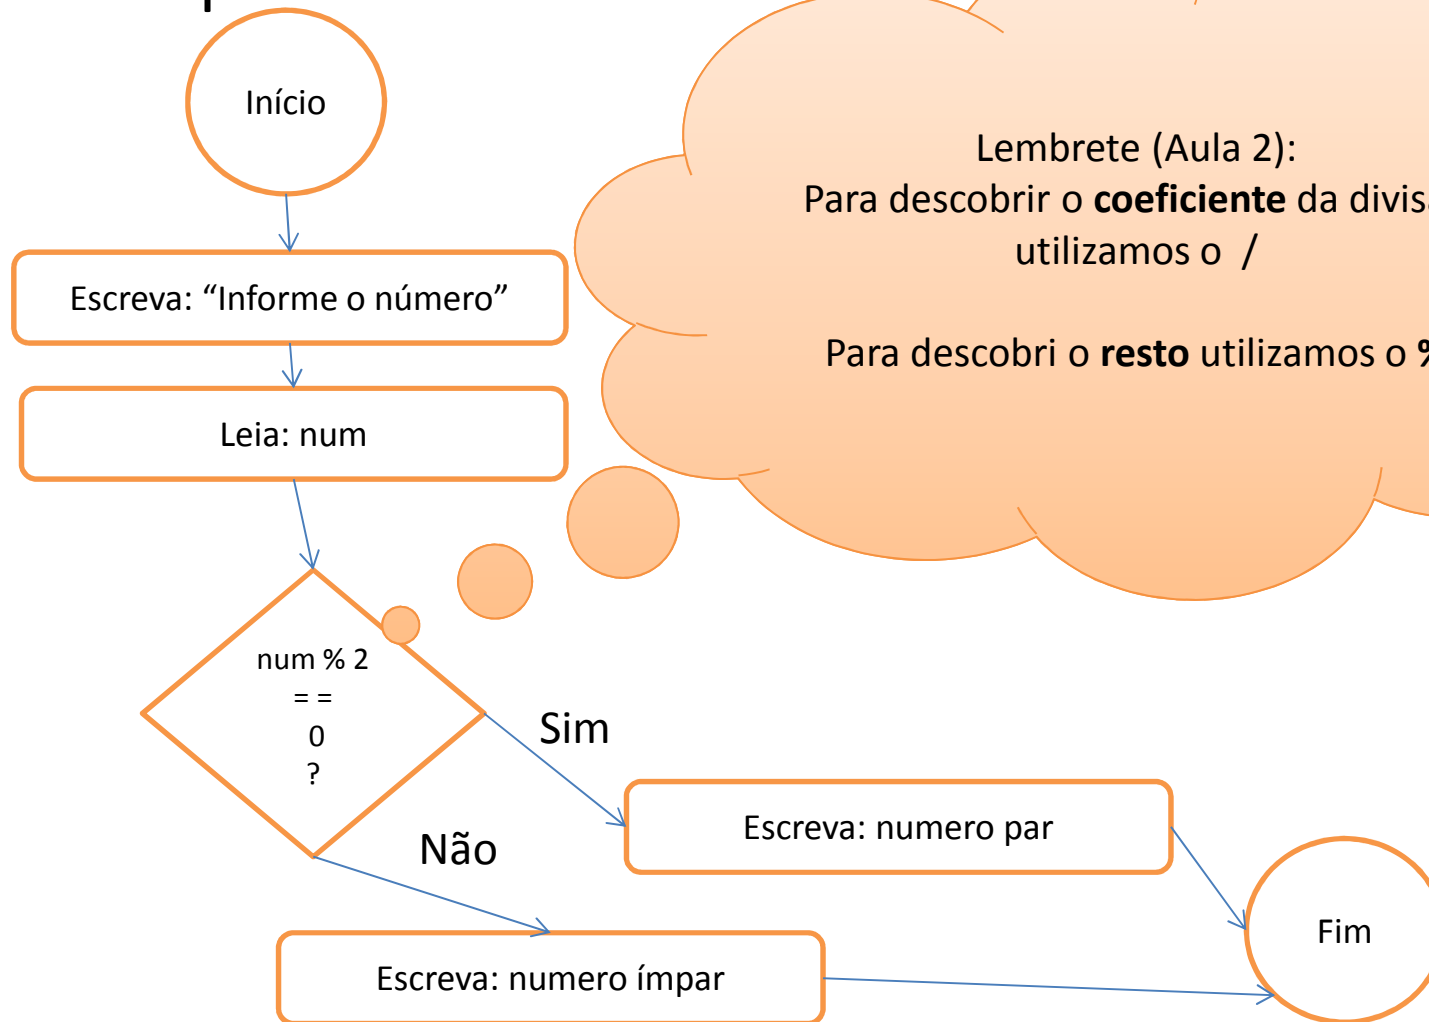 Início
Lembrete (Aula 2):
Para descobrir o coeficiente da
utilizamos o /
Para descobri o resto utilizamos o %
Escreva: “Informe o número”
Leia: num
num % 2
= =
0
?
Sim
Não
Escreva: numero par
Escreva: numero ímpar
Fim